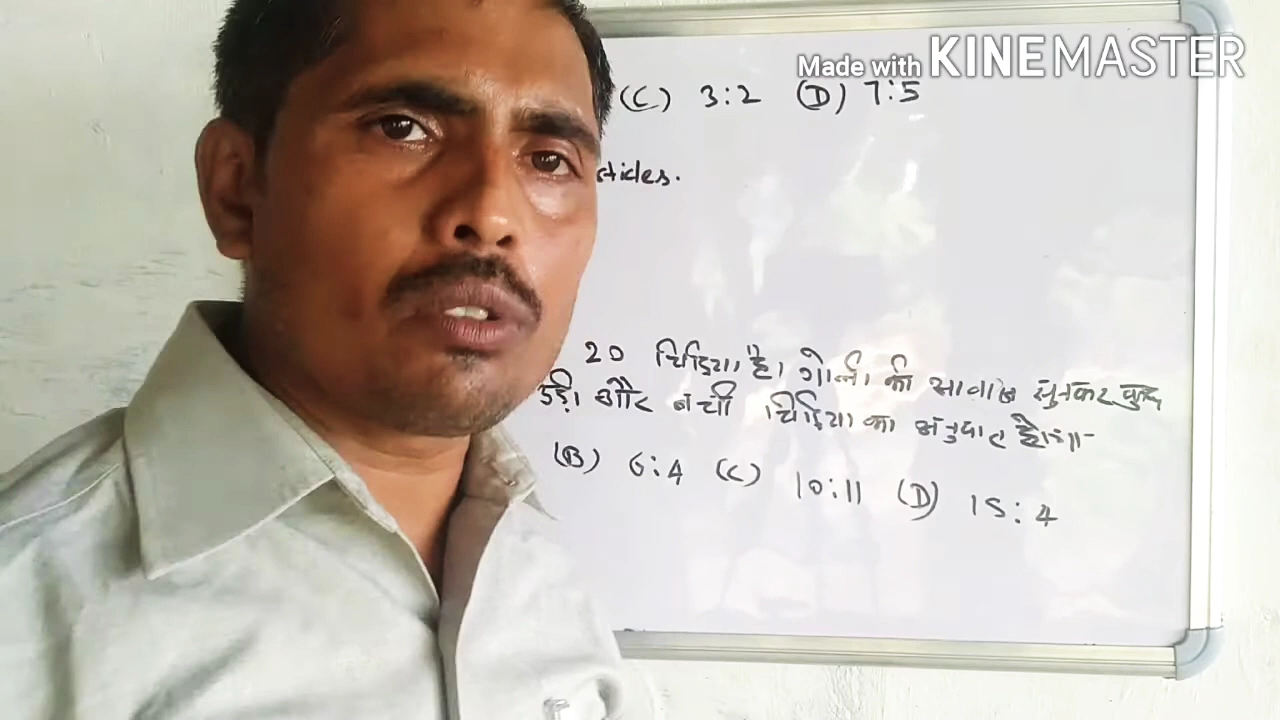 Made with KINEMASTER
(C) 3:2 (D) 7:5
sticles.
20 चिड़िया है। गोली की आवाज सुनकर कुछ
उड़ी और बची चिड़िया का अनुपात है।
(B) 6:4 (C) 10:11 (D) 15:4